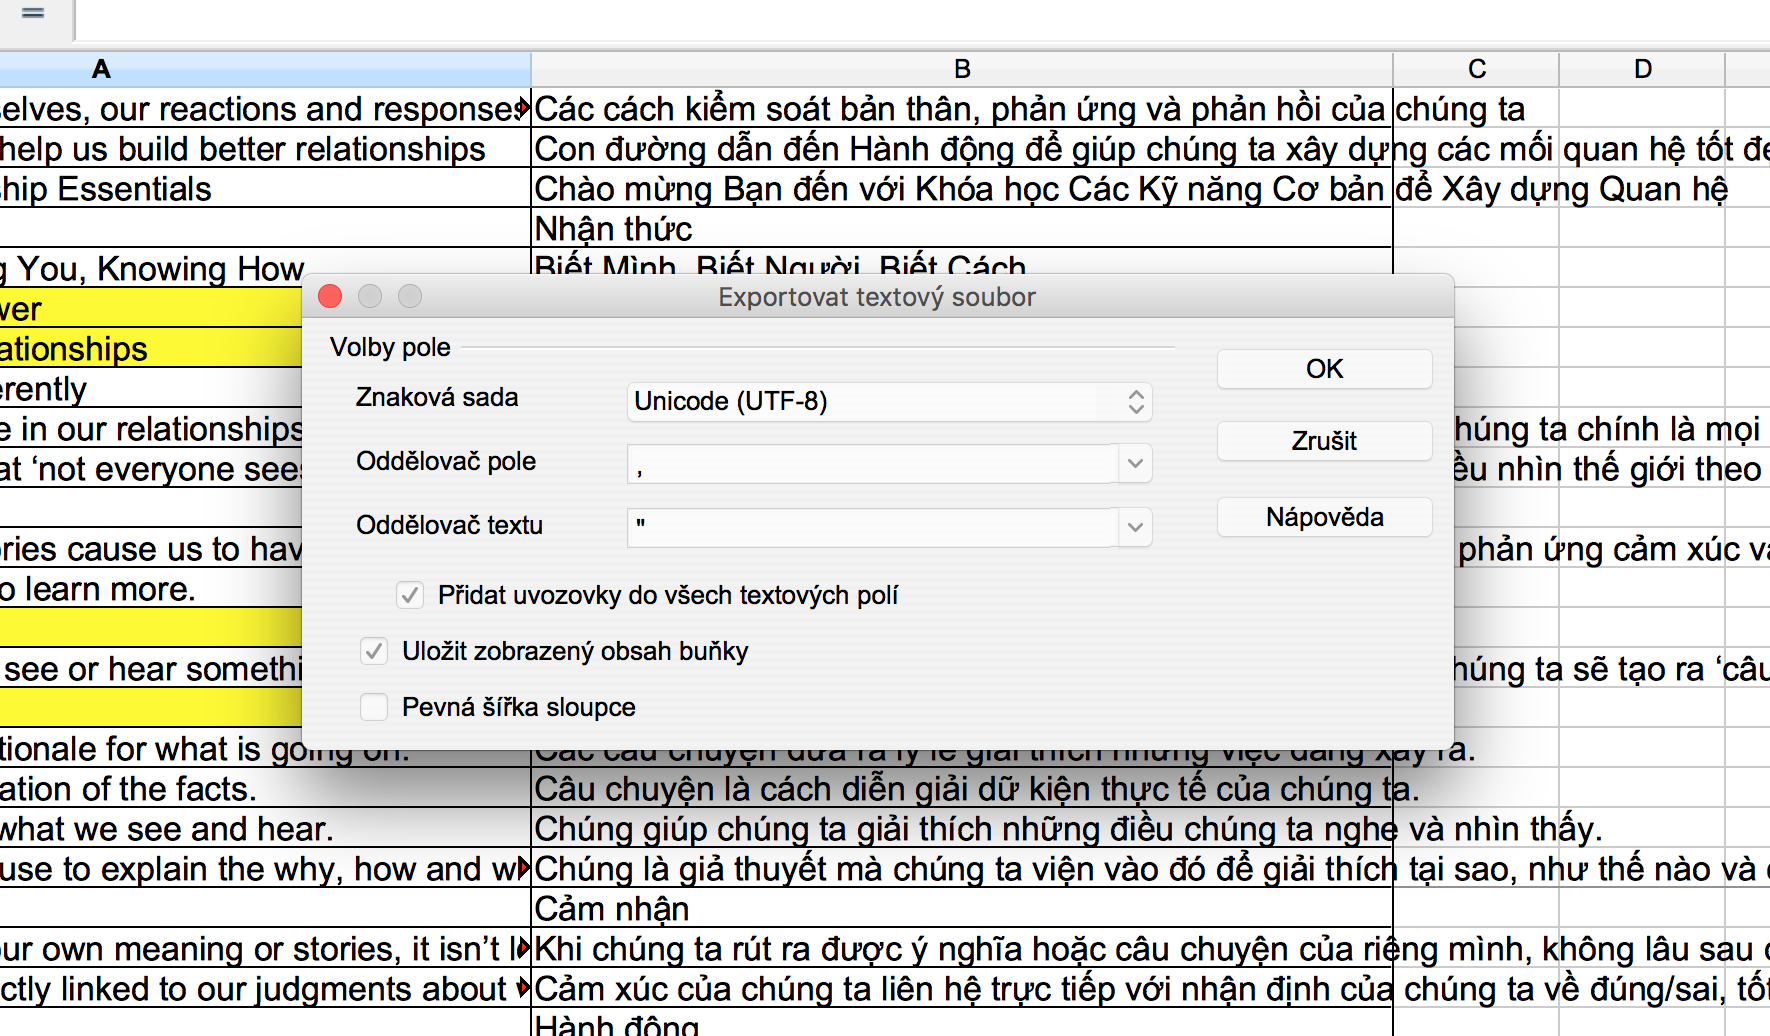 A B C D
elves, our reactions and responses Các cách kiểm soát bản thân, phản ứng và phản hồi của chúng ta
help us build better relationships Con đường dẫn đến Hành động để giúp chúng ta xây dựng các mối quan hệ tốt
hip Essentials Chào mừng Bạn đến với Khóa học Các Kỹ năng Cơ bản để Xây dựng Quan hệ
Nhận thức
g You, Knowing How Biết Mình, Biết Người, Biết Cách
wer
ationships
erently
e in our relationships húng ta chính là mọi
at ‘not everyone sees ều nhìn thế giới theo
ries cause us to hav phản ứng cảm xúc v
o learn more.
see or hear somethi húng ta sẽ tạo ra ‘câu
tionale for what is going on. Các câu chuyện đưa ra lý lẽ giải thích những việc đang xảy ra.
ation of the facts. Câu chuyện là cách diễn giải dữ kiện thực tế của chúng ta.
what we see and hear. Chúng giúp chúng ta giải thích những điều chúng ta nghe và nhìn thấy.
use to explain the why, how and w Chúng là giả thuyết mà chúng ta viện vào đó để giải thích tại sao, như thế nào và
Cảm nhận
our own meaning or stories, it isn’t l Khi chúng ta rút ra được ý nghĩa hoặc câu chuyện của riêng mình, không lâu sau
ctly linked to our judgments about Cảm xúc của chúng ta liên hệ trực tiếp với nhận định của chúng ta về đúng/sai, tốt
Hành động
Exportovat textový soubor
Volby pole
Znaková sada Unicode (UTF-8)
Oddělovač pole ,
Oddělovač textu "
Přidat uvozovky do všech textových polí
Uložit zobrazený obsah buňky
Pevná šířka sloupce
OK
Zrušit
Nápověda